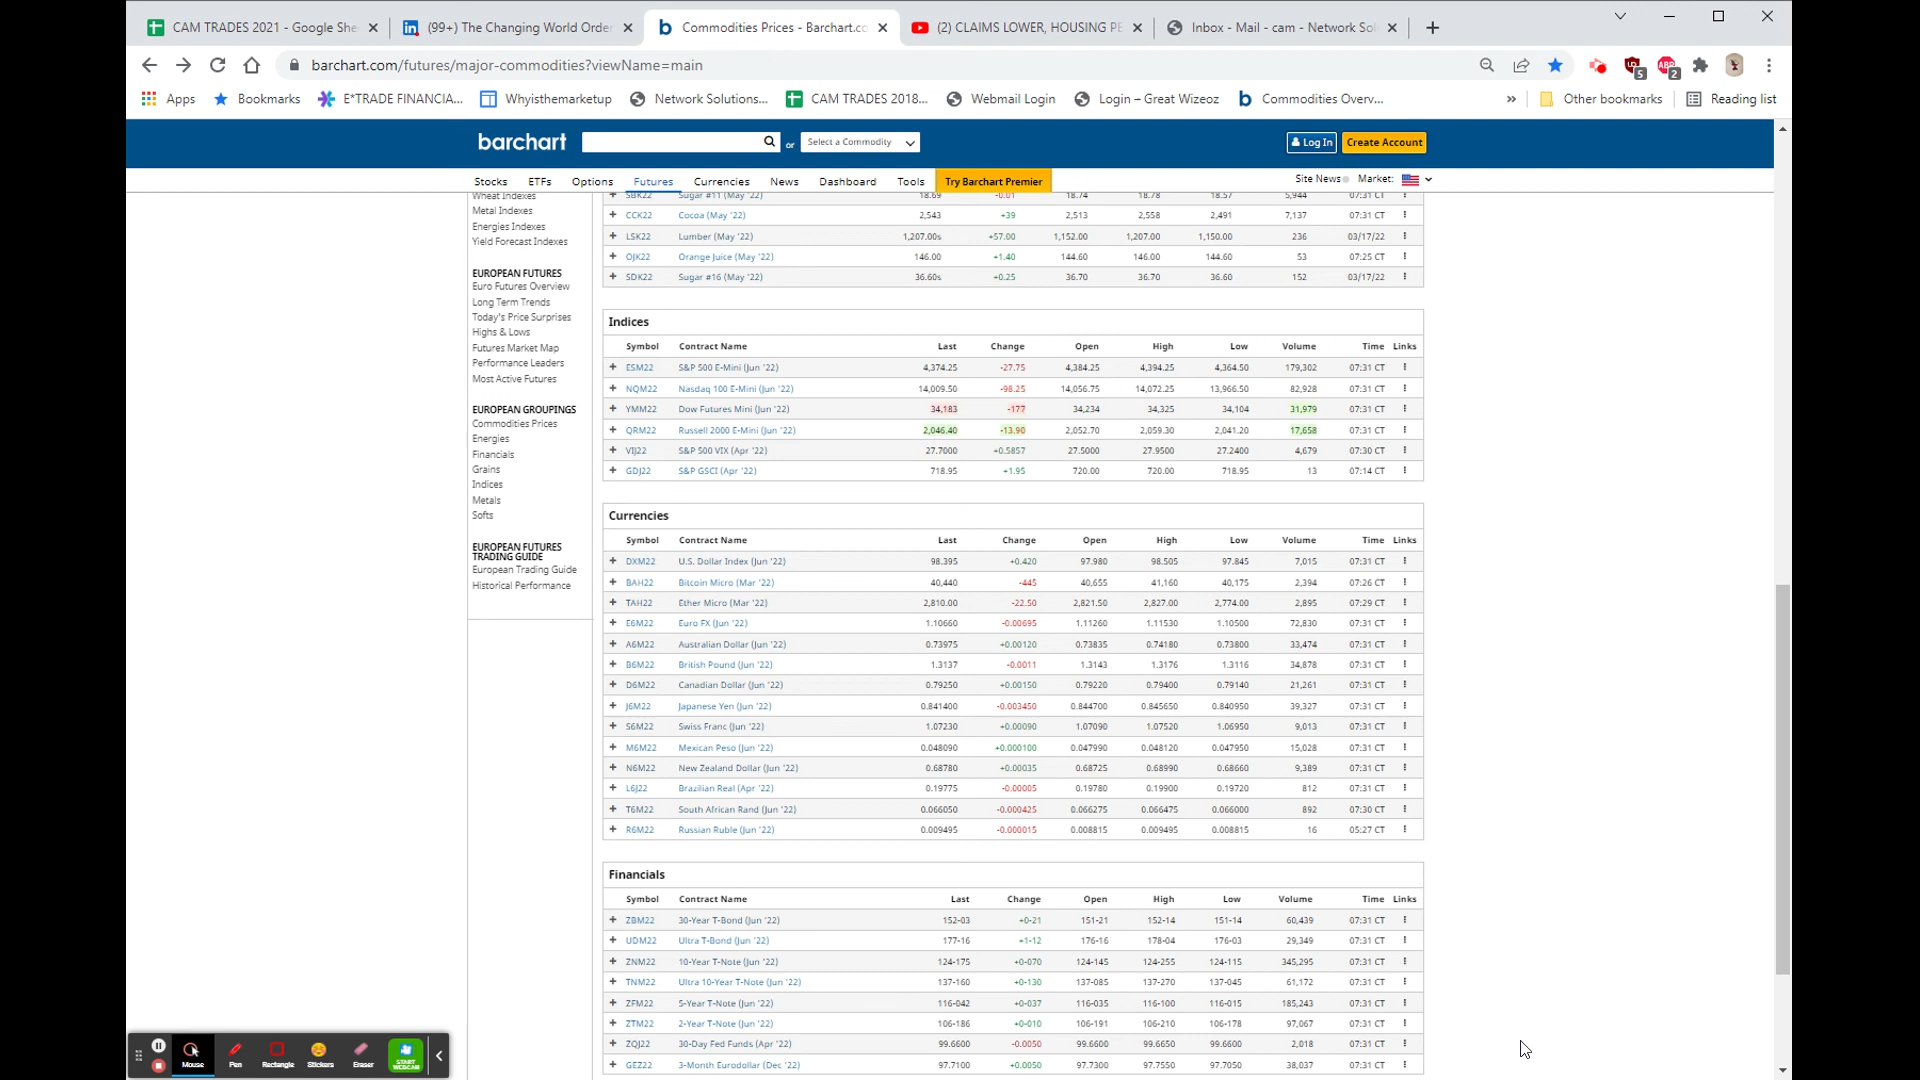 CAM TRADES 2021 - Google She
(99+) The Changing World Order
Commodities Prices - Barchart.co
(2) CLAIMS LOWER, HOUSING PE
Inbox - Mail - cam - Network Sol
barchart.com/futures/major-commodities?viewName=main
5
ABP
2
Apps
Bookmarks
E*TRADE FINANCIA...
Whyisthemarketup
Network Solutions...
CAM TRADES 2018...
Webmail Login
Login – Great Wizeoz
Commodities Overv...
»
Other bookmarks
Reading list
barchart
or
Select a Commodity
Log In
Create Account
Stocks ETFs Options Futures Currencies News Dashboard Tools Try Barchart Premier
Site News Market:
Wheat Indexes
Metal Indexes
Energies Indexes
Yield Forecast Indexes
EUROPEAN FUTURES
Euro Futures Overview
Long Term Trends
Today's Price Surprises
Highs & Lows
Futures Market Map
Performance Leaders
Most Active Futures
EUROPEAN GROUPINGS
Commodities Prices
Energies
Financials
Grains
Indices
Metals
Softs
EUROPEAN FUTURES
TRADING GUIDE
European Trading Guide
Historical Performance
+ SBK22 Sugar #11 (May '22) 18.69 -0.01 18.74 18.78 18.57 5,944 07:31 CT
+ CCK22 Cocoa (May '22) 2,543 +39 2,513 2,558 2,491 7,137 07:31 CT
+ LSK22 Lumber (May '22) 1,207.00s +57.00 1,152.00 1,207.00 1,150.00 236 03/17/22
+ OJK22 Orange Juice (May '22) 146.00 +1.40 144.60 146.00 144.60 53 07:25 CT
+ SDK22 Sugar #16 (May '22) 36.60s +0.25 36.70 36.70 36.60 152 03/17/22
Indices
Symbol Contract Name Last Change Open High Low Volume Time Links
+ ESM22 S&P 500 E-Mini (Jun '22) 4,374.25 -27.75 4,384.25 4,394.25 4,364.50 179,302 07:31 CT
+ NQM22 Nasdaq 100 E-Mini (Jun '22) 14,009.50 -98.25 14,056.75 14,072.25 13,966.50 82,928 07:31 CT
+ YMM22 Dow Futures Mini (Jun '22) 34,183 -177 34,234 34,325 34,104 31,979 07:31 CT
+ QRM22 Russell 2000 E-Mini (Jun '22) 2,046.40 -13.90 2,052.70 2,059.30 2,041.20 17,658 07:31 CT
+ VIJ22 S&P 500 VIX (Apr '22) 27.7000 +0.5857 27.5000 27.9500 27.2400 4,679 07:30 CT
+ GDJ22 S&P GSCI (Apr '22) 718.95 +1.95 720.00 720.00 718.95 13 07:14 CT
Currencies
Symbol Contract Name Last Change Open High Low Volume Time Links
+ DXM22 U.S. Dollar Index (Jun '22) 98.395 +0.420 97.980 98.505 97.845 7,015 07:31 CT
+ BAH22 Bitcoin Micro (Mar '22) 40,440 -445 40,655 41,160 40,175 2,394 07:26 CT
+ TAH22 Ether Micro (Mar '22) 2,810.00 -22.50 2,821.50 2,827.00 2,774.00 2,895 07:29 CT
+ E6M22 Euro FX (Jun '22) 1.10660 -0.00695 1.11260 1.11530 1.10500 72,830 07:31 CT
+ A6M22 Australian Dollar (Jun '22) 0.73975 +0.00120 0.73835 0.74180 0.73800 33,474 07:31 CT
+ B6M22 British Pound (Jun '22) 1.3137 -0.0011 1.3143 1.3176 1.3116 34,878 07:31 CT
+ D6M22 Canadian Dollar (Jun '22) 0.79250 +0.00150 0.79220 0.79400 0.79140 21,261 07:31 CT
+ J6M22 Japanese Yen (Jun '22) 0.841400 -0.003450 0.844700 0.845650 0.840950 39,327 07:31 CT
+ S6M22 Swiss Franc (Jun '22) 1.07230 +0.00090 1.07090 1.07520 1.06950 9,013 07:31 CT
+ M6M22 Mexican Peso (Jun '22) 0.048090 +0.000100 0.047990 0.048120 0.047950 15,028 07:31 CT
+ N6M22 New Zealand Dollar (Jun '22) 0.68780 +0.00035 0.68725 0.68990 0.68660 9,389 07:31 CT
+ L6J22 Brazilian Real (Apr '22) 0.19775 -0.00005 0.19780 0.19900 0.19720 812 07:31 CT
+ T6M22 South African Rand (Jun '22) 0.066050 -0.000425 0.066275 0.066475 0.066000 892 07:30 CT
+ R6M22 Russian Ruble (Jun '22) 0.009495 -0.000015 0.008815 0.009495 0.008815 16 05:27 CT
Financials
Symbol Contract Name Last Change Open High Low Volume Time Links
+ ZBM22 30-Year T-Bond (Jun '22) 152-03 +0-21 151-21 152-14 151-14 60,439 07:31 CT
+ UDM22 Ultra T-Bond (Jun '22) 177-16 +1-12 176-16 178-04 176-03 29,349 07:31 CT
+ ZNM22 10-Year T-Note (Jun '22) 124-175 +0-070 124-145 124-255 124-115 345,295 07:31 CT
+ TNM22 Ultra 10-Year T-Note (Jun '22) 137-160 +0-130 137-085 137-270 137-045 61,172 07:31 CT
+ ZFM22 5-Year T-Note (Jun '22) 116-042 +0-037 116-035 116-100 116-015 185,243 07:31 CT
+ ZTM22 2-Year T-Note (Jun '22) 106-186 +0-010 106-191 106-210 106-178 97,067 07:31 CT
+ ZQJ22 30-Day Fed Funds (Apr '22) 99.6600 -0.0050 99.6600 99.6650 99.6600 2,018 07:31 CT
+ GEZ22 3-Month Eurodollar (Dec '22) 97.7100 +0.0050 97.7300 97.7550 97.7050 38,037 07:31 CT
Mouse Pen Rectangle Stickers Eraser START WEBCAM